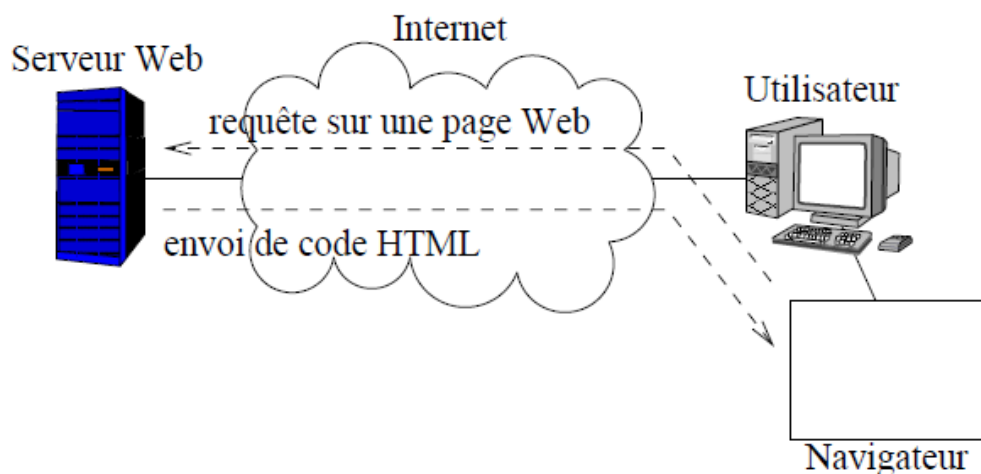 Internet
Serveur Web
Utilisateur
requête sur une page Web
envoi de code HTML
Navigateur